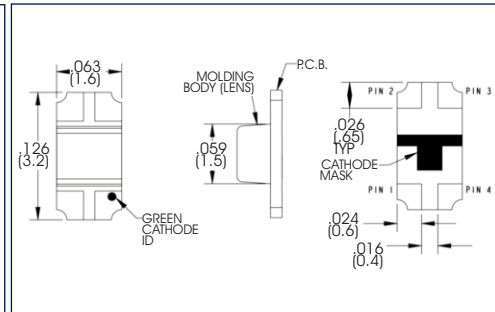 .063
(1.6)
.126
(3.2)
GREEN
CATHODE
ID
MOLDING
BODY (LENS)
P.C.B.
.059
(1.5)
PIN 2
PIN 3
.026
(.65)
TYP
CATHODE
MASK
PIN 1
PIN 4
.024
(0.6)
.016
(0.4)